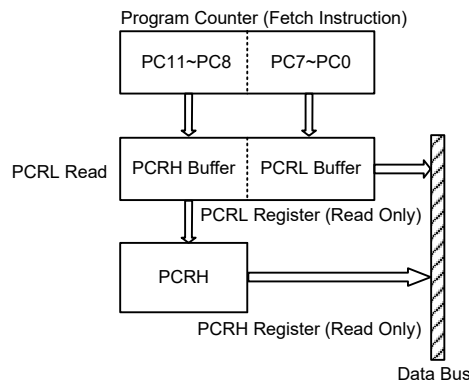 Program Counter (Fetch Instruction)
PC11~PC8 PC7~PC0
PCRL Read PCRH Buffer PCRL Buffer
PCRL Register (Read Only)
PCRH
PCRH Register (Read Only)
Data Bus